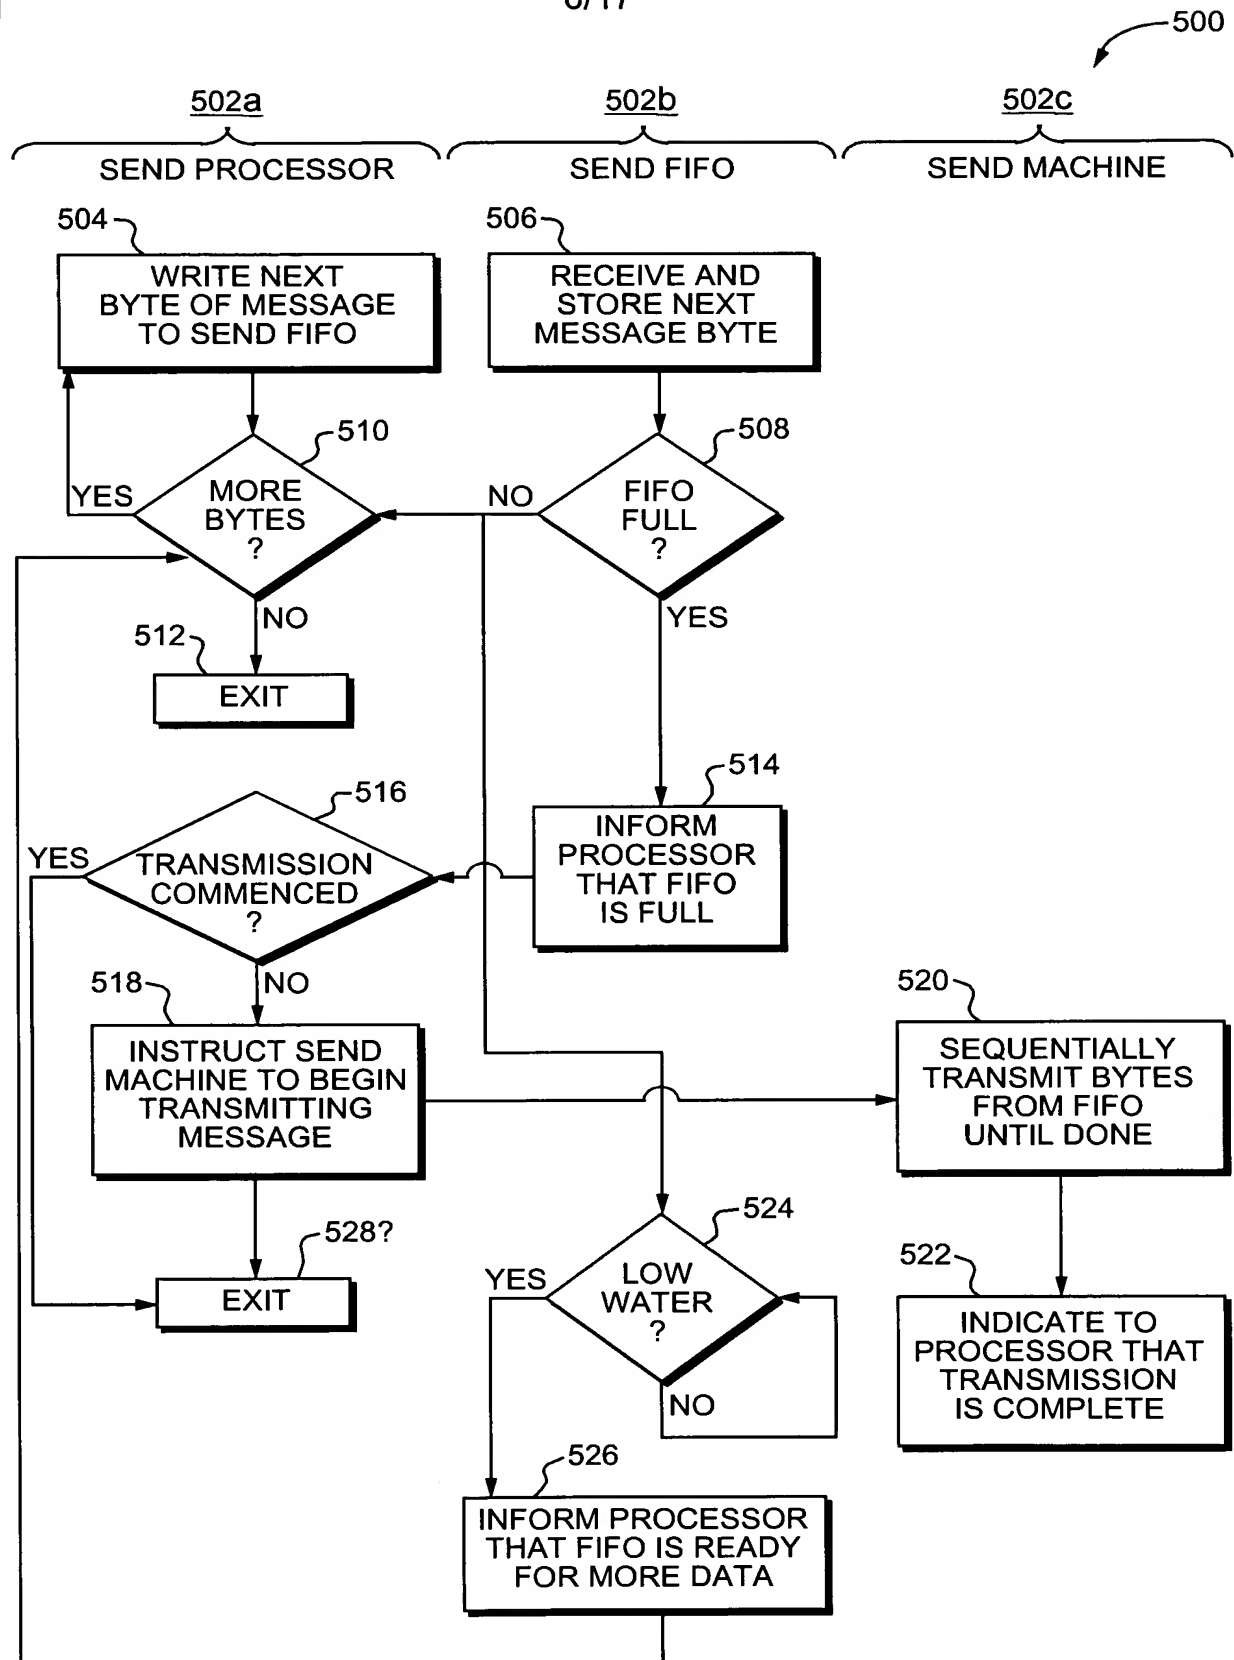 500
502a
502b
502c
SEND PROCESSOR
SEND FIFO
SEND MACHINE
504
WRITE NEXT
BYTE OF MESSAGE
TO SEND FIFO
506
RECEIVE AND
STORE NEXT
MESSAGE BYTE
510
MORE
BYTES
?
YES
NO
508
FIFO
FULL
?
NO
YES
512
EXIT
514
INFORM
PROCESSOR
THAT FIFO
IS FULL
516
TRANSMISSION
COMMENCED
?
YES
NO
518
INSTRUCT SEND
MACHINE TO BEGIN
TRANSMITTING
MESSAGE
520
SEQUENTIALLY
TRANSMIT BYTES
FROM FIFO
UNTIL DONE
528?
EXIT
524
LOW
WATER
?
YES
NO
522
INDICATE TO
PROCESSOR THAT
TRANSMISSION
IS COMPLETE
526
INFORM PROCESSOR
THAT FIFO IS READY
FOR MORE DATA